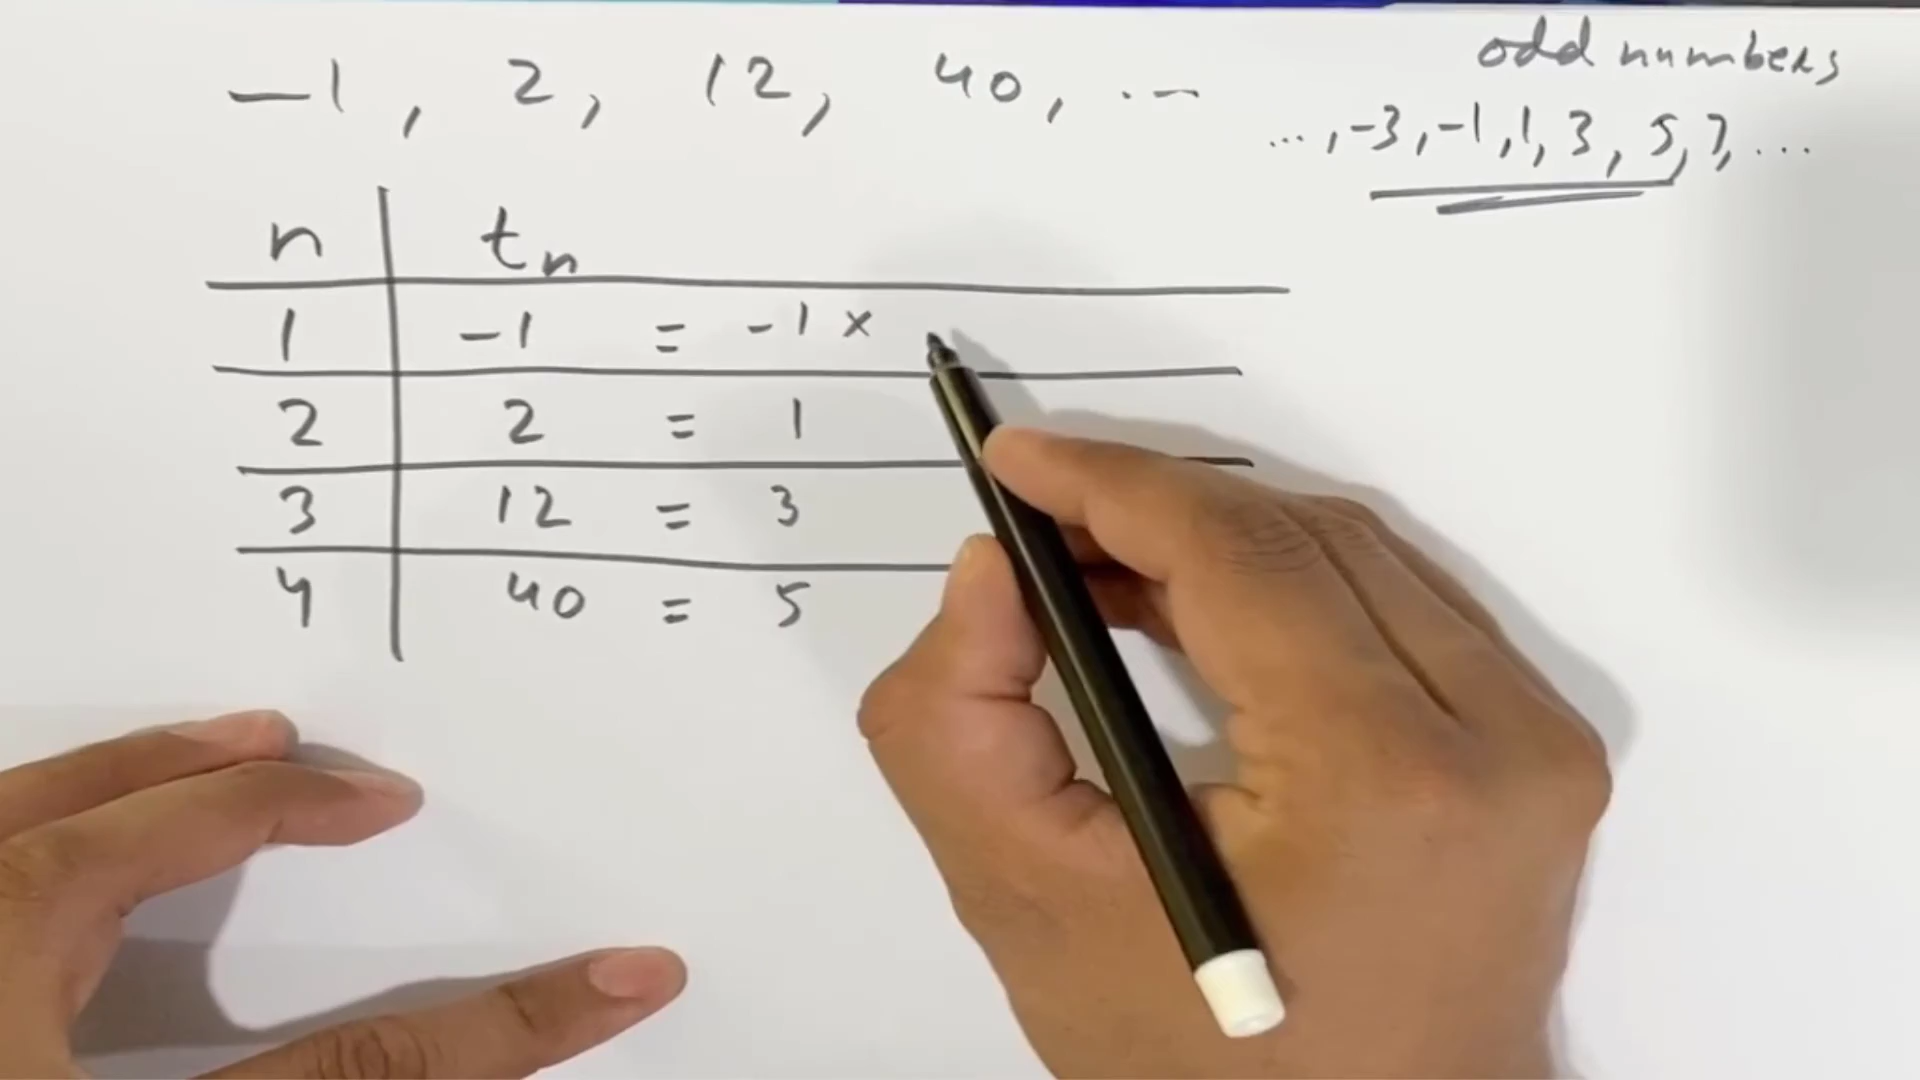 -1, 2, 12, 40, ...
odd numbers
..., -3, -1, 1, 3, 5, 7, ...
n tn
1 -1 = -1 ×
2 2 = 1
3 12 = 3
4 40 = 5